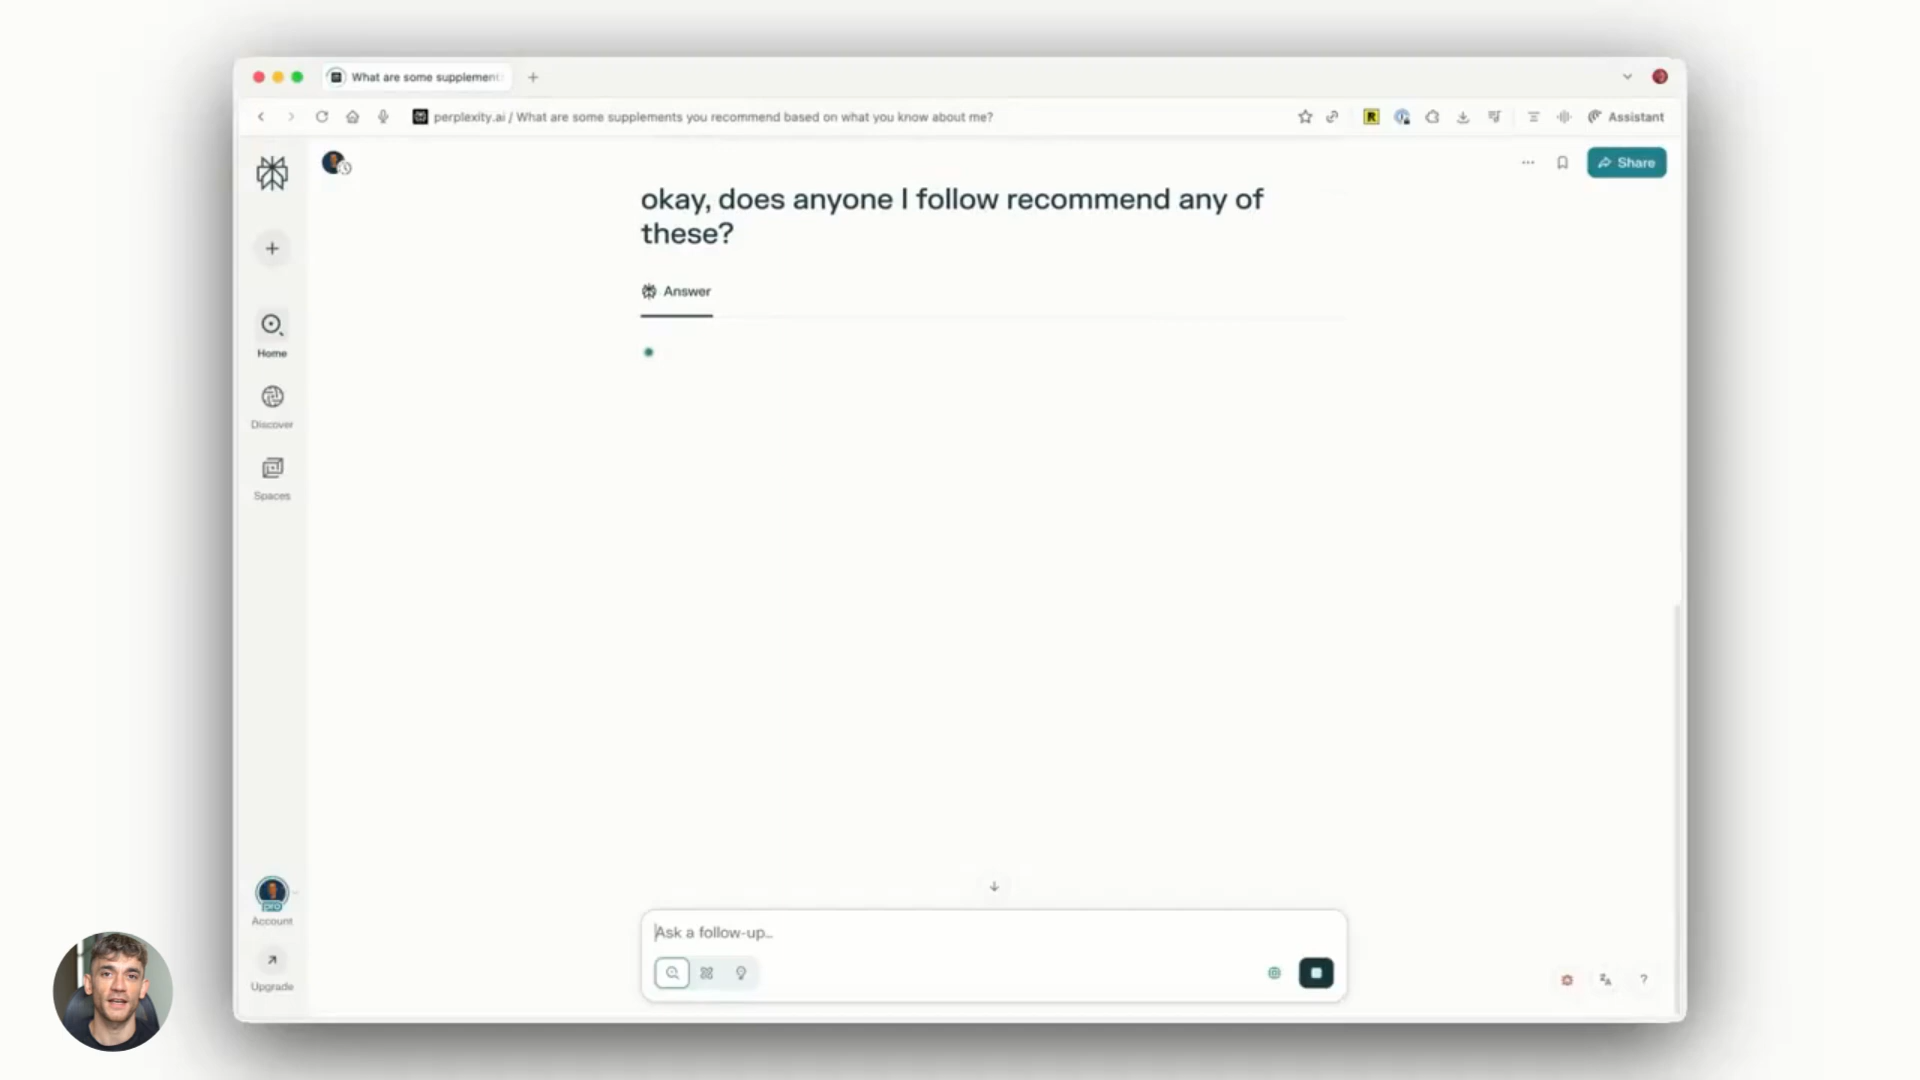 What are some supplement
perplexity.ai / What are some supplements you recommend based on what you know about me?
Assistant
Share
okay, does anyone I follow recommend any of
these?
Answer
Home
Discover
Spaces
Account
Upgrade
pro
Ask a follow-up...
R
?